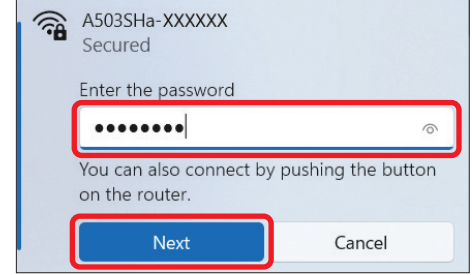 A503SHa-XXXXXX
Secured
Enter the password
●●●●●●●●
You can also connect by pushing the button
on the router.
Next Cancel